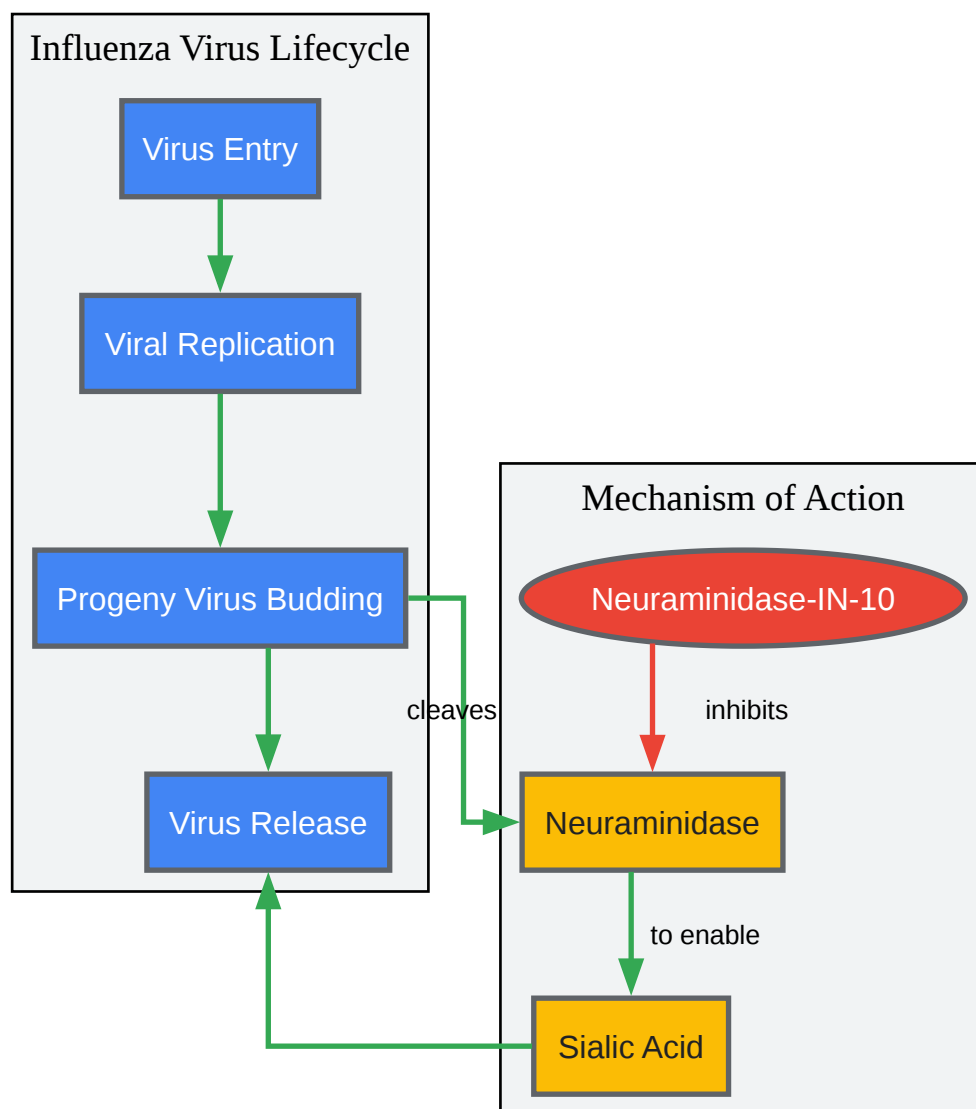 Influenza Virus Lifecycle
Virus Entry
Viral Replication
Progeny Virus Budding
Virus Release
cleaves
Mechanism of Action
Neuraminidase-IN-10
inhibits
Neuraminidase
to enable
Sialic Acid